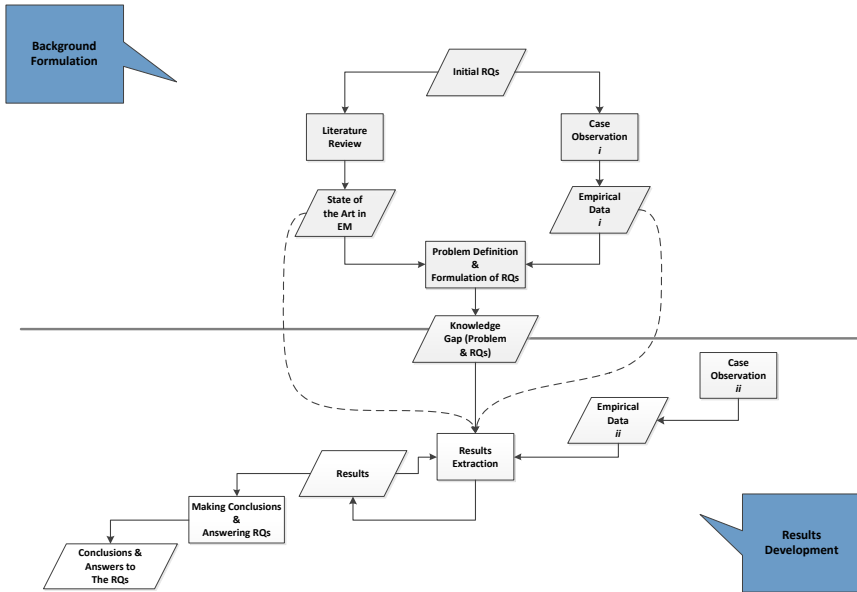 Background
Formulation
Initial RQs
Literature
Review
Case
Observation
i
State of
the Art in
EM
Empirical
Data
i
Problem Definition
&
Formulation of RQs
Knowledge
Gap (Problem
& RQs)
Case
Observation
ii
Empirical
Data
ii
Results
Extraction
Results
Making Conclusions
&
Answering RQs
Conclusions &
Answers to
The RQs
Results
Development